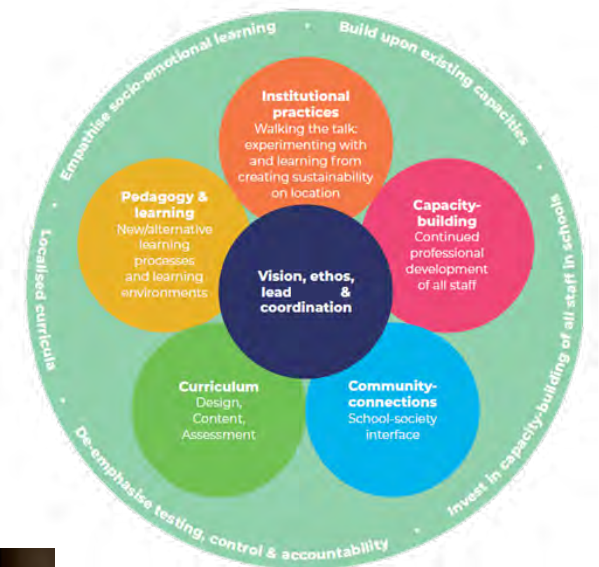 Empathise socio-emotional learning • Build upon existing capacities • Invest in capacity-building of all staff in schools • De-emphasise testing, control & accountability • Localised curricula •
Institutional
practices
Walking the talk:
experimenting with
and learning from
creating sustainability
on location
Pedagogy &
learning
New/alternative
learning
processes
and learning
environments
Capacity-
building
Continued
professional
development
of all staff
Vision, ethos,
lead &
coordination
Curriculum
Design,
Content,
Assessment
Community-
connections
School-society
interface